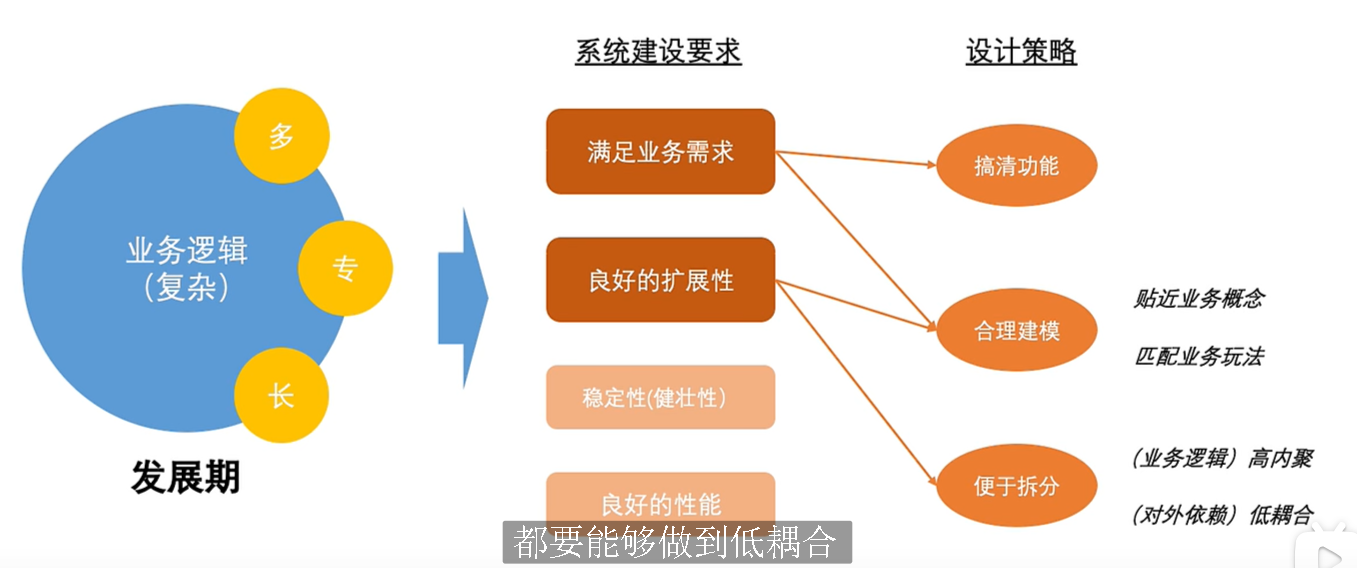 系统建设要求
设计策略
多
专
长
业务逻辑
（复杂）
发展期
满足业务需求
良好的扩展性
稳定性(健壮性）
良好的性能
搞清功能
合理建模
便于拆分
贴近业务概念
匹配业务玩法
（业务逻辑）高内聚
（对外依赖）低耦合
都要能够做到低耦合